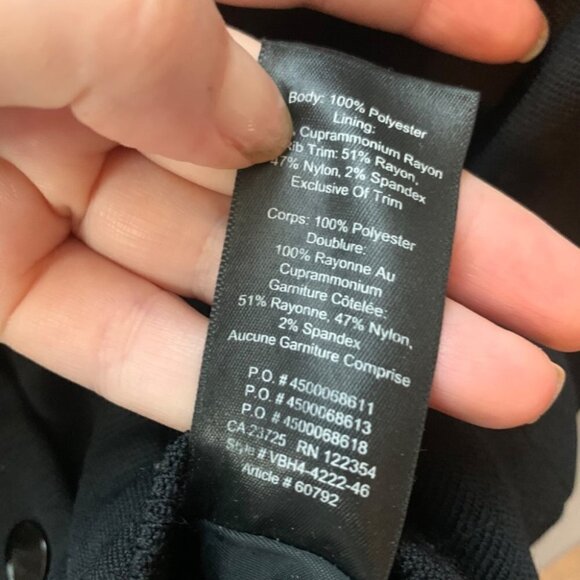 Body: 100% Polyester
Lining:
Cuprammonium Rayon
Rib Trim: 51% Rayon,
47% Nylon, 2% Spandex
Exclusive Of Trim
Corps: 100% Polyester
Doublure:
100% Rayonne Au
Cuprammonium
Garniture Côtelée:
51% Rayonne, 47% Nylon,
2% Spandex
Aucune Garniture Comprise
P.O. # 4500068611
P.O. # 4500068613
P.O. # 4500068618
CA 23725 RN 122354
Style # VBH4-4222-46
Article # 60792